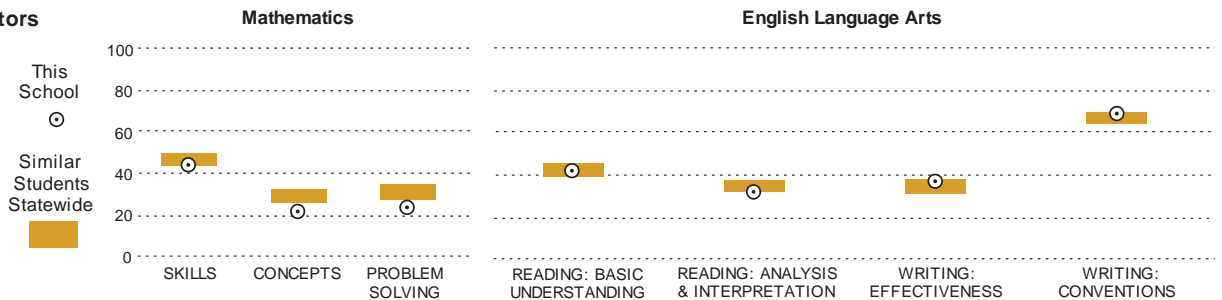 tors
Mathematics
English Language Arts
This
School
Similar
Students
Statewide
100
80
60
40
20
0
SKILLS
CONCEPTS
PROBLEM
SOLVING
READING: BASIC
UNDERSTANDING
READING: ANALYSIS
& INTERPRETATION
WRITING:
EFFECTIVENESS
WRITING:
CONVENTIONS